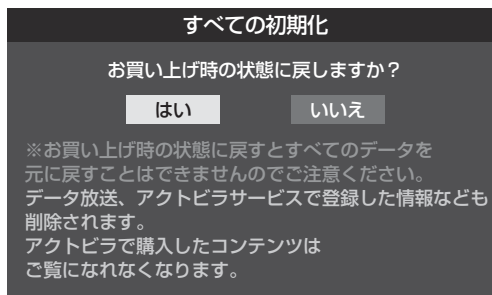 すべての初期化
お買い上げ時の状態に戻しますか？
はい いいえ
※お買い上げ時の状態に戻すとすべてのデータを
元に戻すことはできませんのでご注意ください。
データ放送、アクトビラサービスで登録した情報なども
削除されます。
アクトビラで購入したコンテンツは
ご覧になれなくなります。